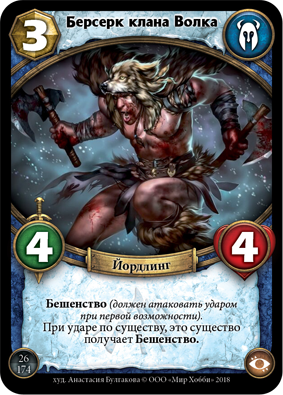 3
Берсерк клана Волка
4
4
Йордлинг
Бешенство (должен атаковать ударом
при первой возможности).
При ударе по существу, это существо
получает Бешенство.
26
174
худ. Анастасия Булгакова © ООО «Мир Хобби» 2018